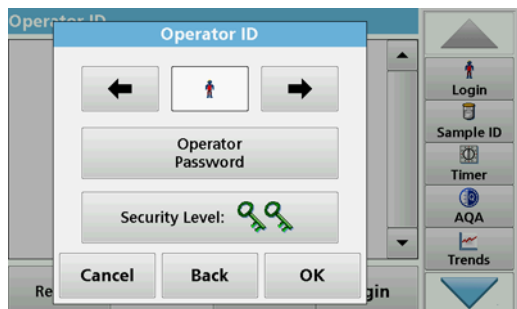 Operator ID
Operator ID
Login
Sample ID
Operator
Password
Timer
AQA
Security Level:
Trends
Cancel Back OK